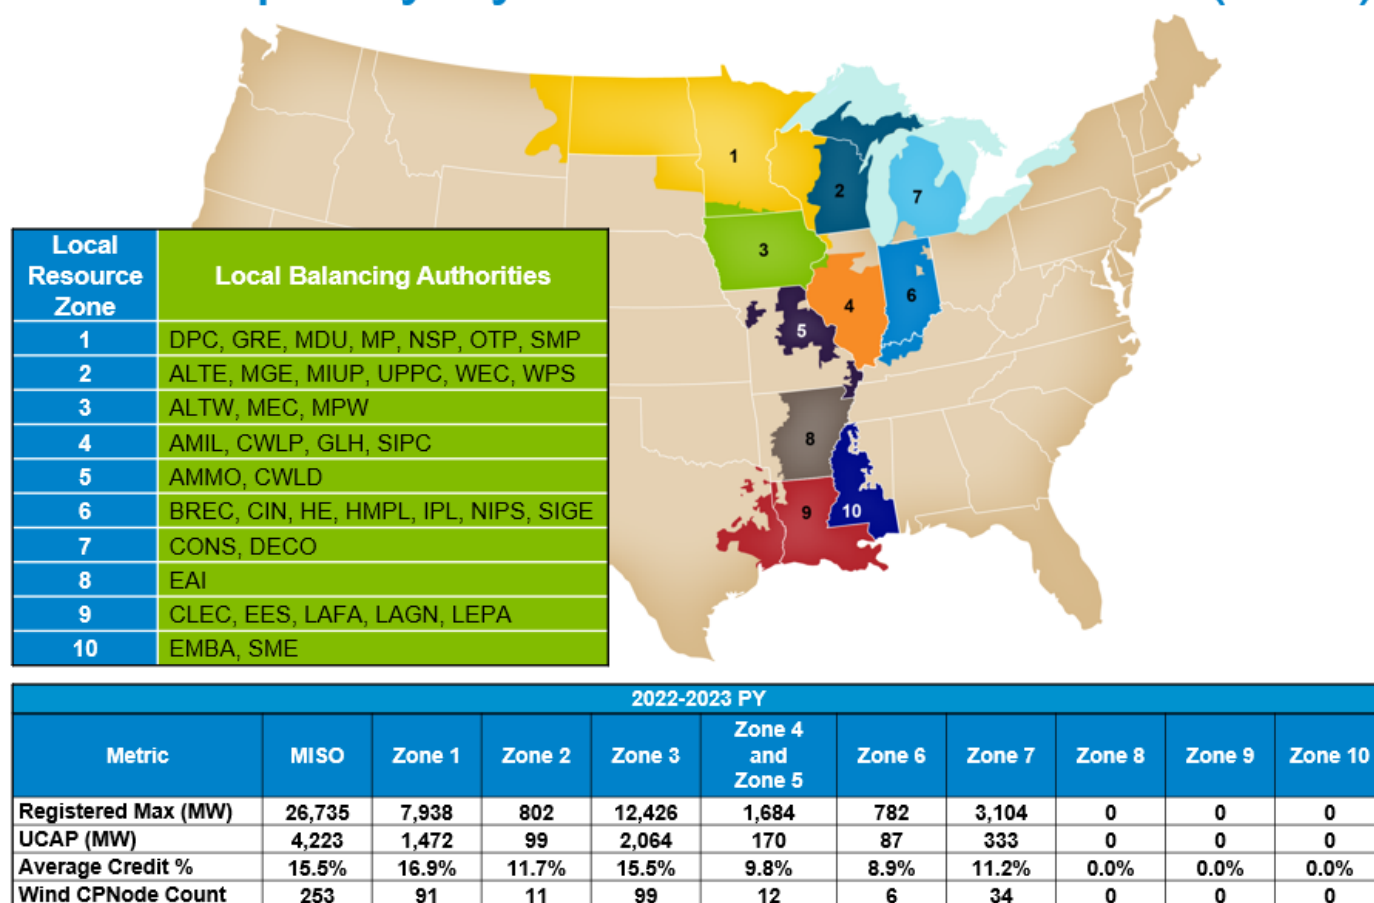 1
2
7
3
6
4
5
8
9
10
Local Resource Zone Local Balancing Authorities
1 DPC, GRE, MDU, MP, NSP, OTP, SMP
2 ALTE, MGE, MIUP, UPPC, WEC, WPS
3 ALTW, MEC, MPW
4 AMIL, CWLP, GLH, SIPC
5 AMMO, CWLD
6 BREC, CIN, HE, HMPL, IPL, NIPS, SIGE
7 CONS, DECO
8 EAI
9 CLEC, EES, LAFA, LAGN, LEPA
10 EMBA, SME
2022-2023 PY
Metric MISO Zone 1 Zone 2 Zone 3 Zone 4 and Zone 5 Zone 6 Zone 7 Zone 8 Zone 9 Zone 10
Registered Max (MW) 26,735 7,938 802 12,426 1,684 782 3,104 0 0 0
UCAP (MW) 4,223 1,472 99 2,064 170 87 333 0 0 0
Average Credit % 15.5% 16.9% 11.7% 15.5% 9.8% 8.9% 11.2% 0.0% 0.0% 0.0%
Wind CPNode Count 253 91 11 99 12 6 34 0 0 0